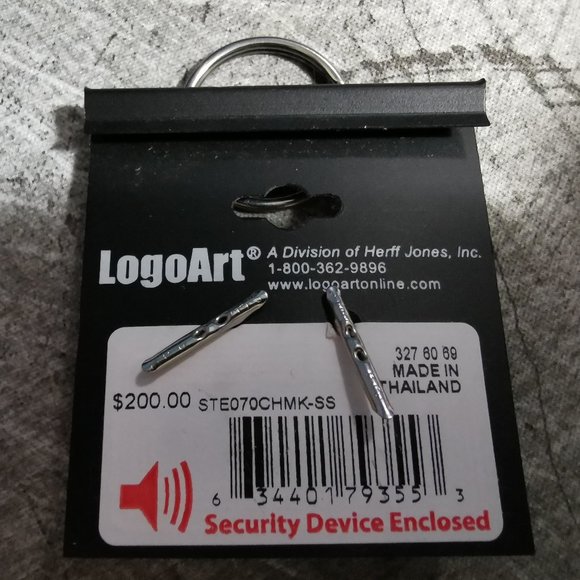 LogoArt® A Division of Herff Jones, Inc.
1-800-362-9896
www.logoartonline.com
327 60 69
MADE IN
THAILAND
$200.00 STE070CHMK-SS
6 34401 79355 3
Security Device Enclosed